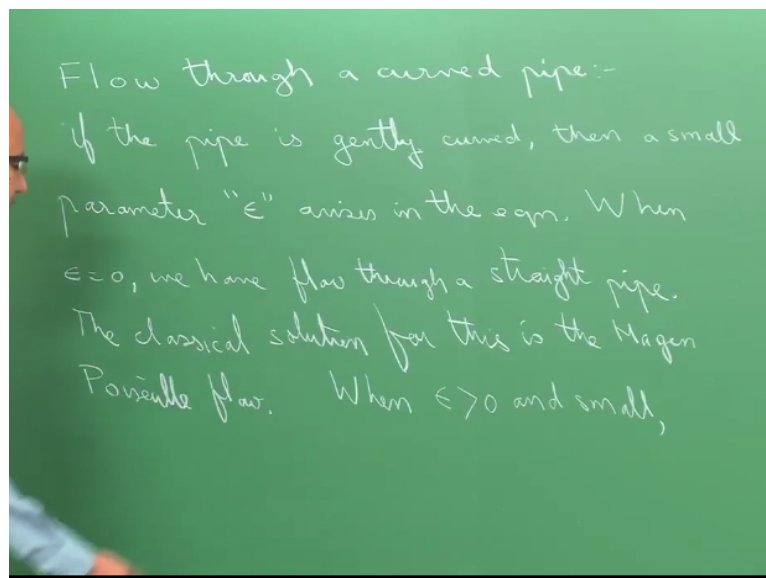 Flow through a curved pipe:-
if the pipe is gently curved, then a small
parameter "ϵ" arises in the eqn. When
ϵ=0, we have flow through a straight pipe.
The classical solution for this is the Hagen
Poiseuille flow. When ϵ>0 and small,